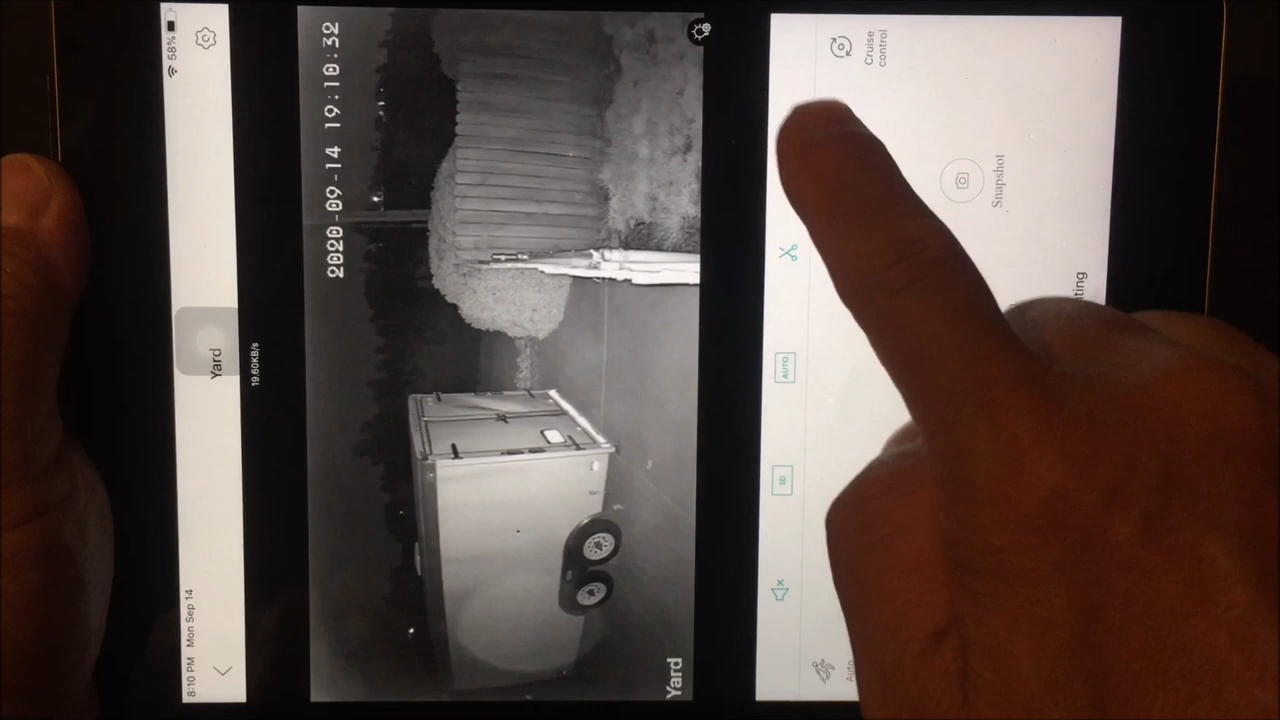 8:10 PM Mon Sep 14
58%
Yard
19.60KB/s
2020-09-14 19:10:32
Yard
SD
AUTO
Auto
Cruise
control
Snapshot